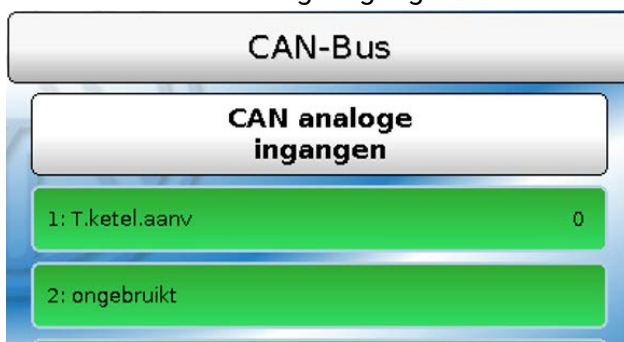 CAN-Bus
CAN analoge
ingangen
1: T.ketel.aanv 0
2: ongebruikt